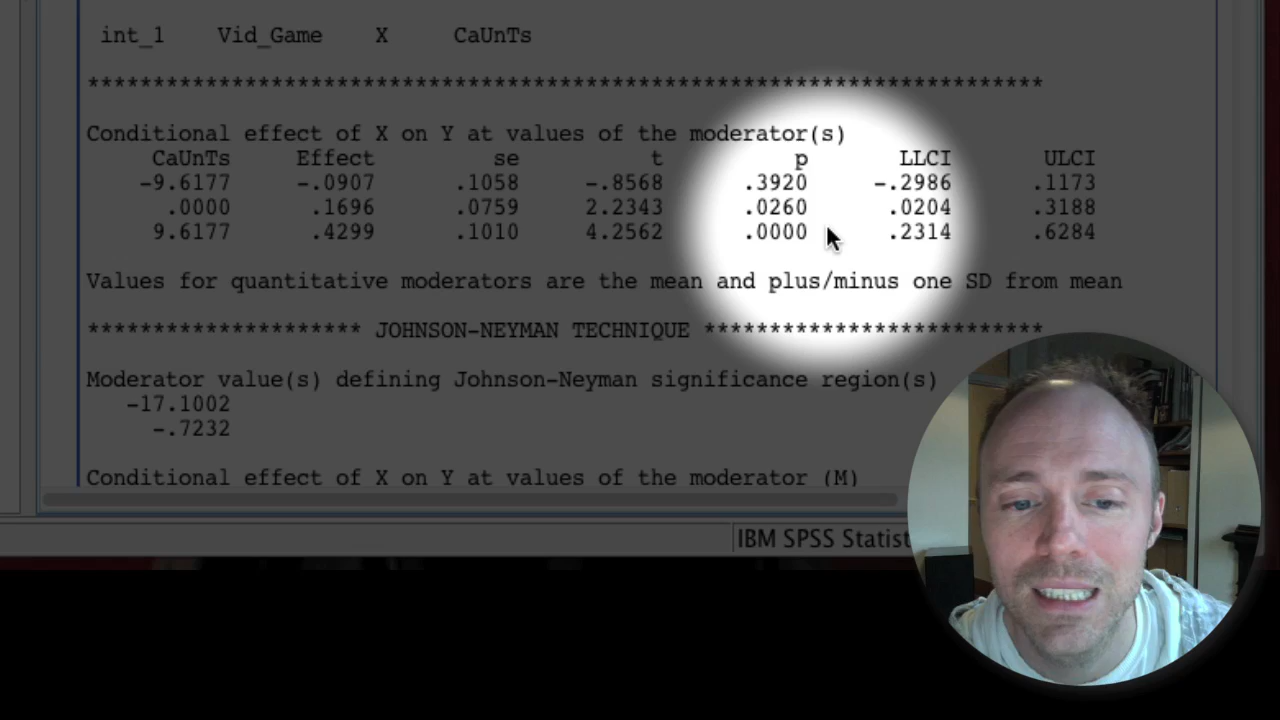 int_1 Vid_Game X CaUnTs
*************************************************************************
Conditional effect of X on Y at values of the moderator(s)
CaUnTs Effect se t p LLCI ULCI
-9.6177 -.0907 .1058 -.8568 .3920 -.2986 .1173
.0000 .1696 .0759 2.2343 .0260 .0204 .3188
9.6177 .4299 .1010 4.2562 .0000 .2314 .6284
Values for quantitative moderators are the mean and plus/minus one SD from mean
********************* JOHNSON-NEYMAN TECHNIQUE **************************
Moderator value(s) defining Johnson-Neyman significance region(s)
-17.1002
-.7232
Conditional effect of X on Y at values of the moderator (M)
IBM SPSS Statist